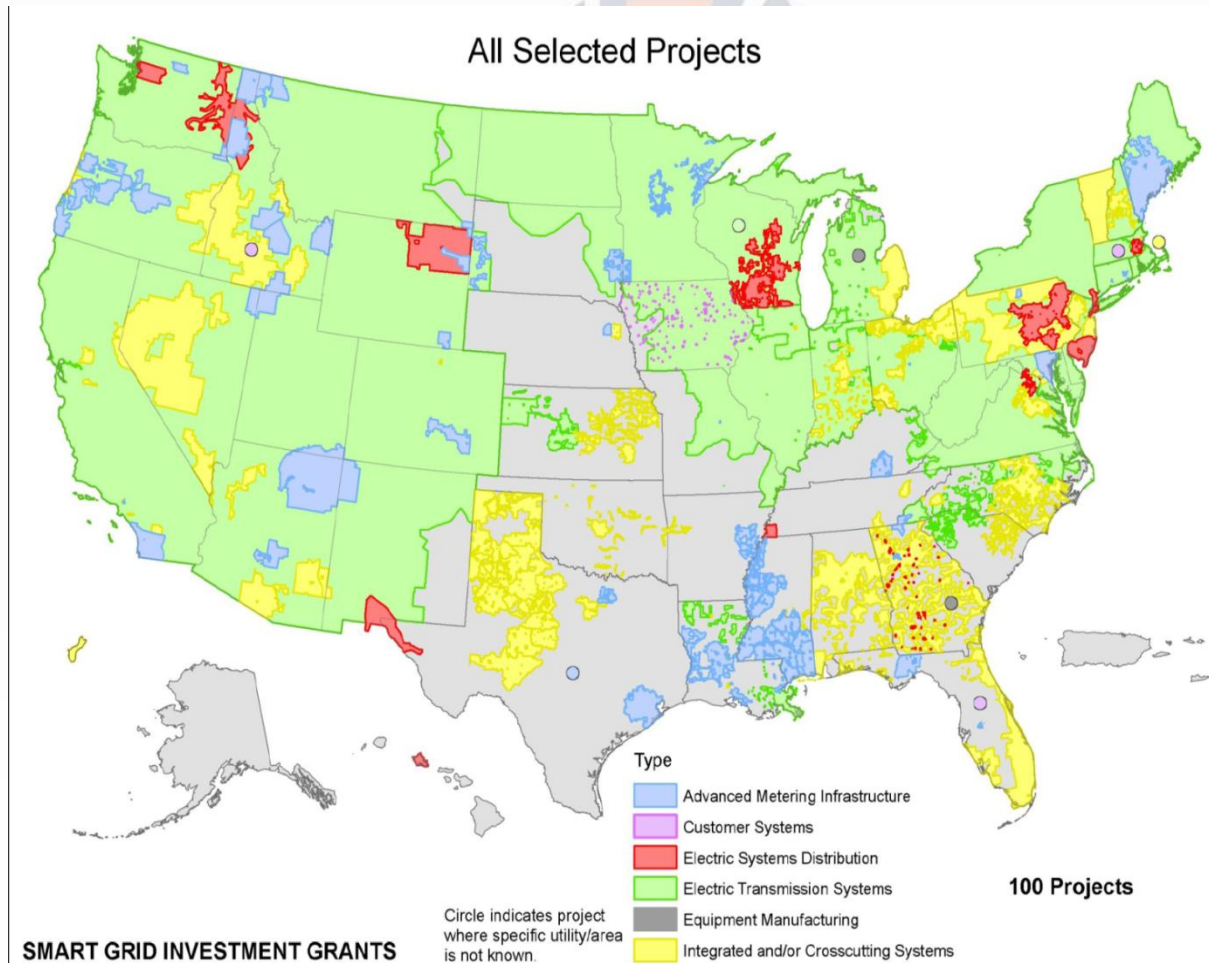 All Selected Projects
Type
Advanced Metering Infrastructure
Customer Systems
Electric Systems Distribution
Electric Transmission Systems
Equipment Manufacturing
Integrated and/or Crosscutting Systems
100 Projects
Circle indicates project
where specific utility/area
is not known.
SMART GRID INVESTMENT GRANTS